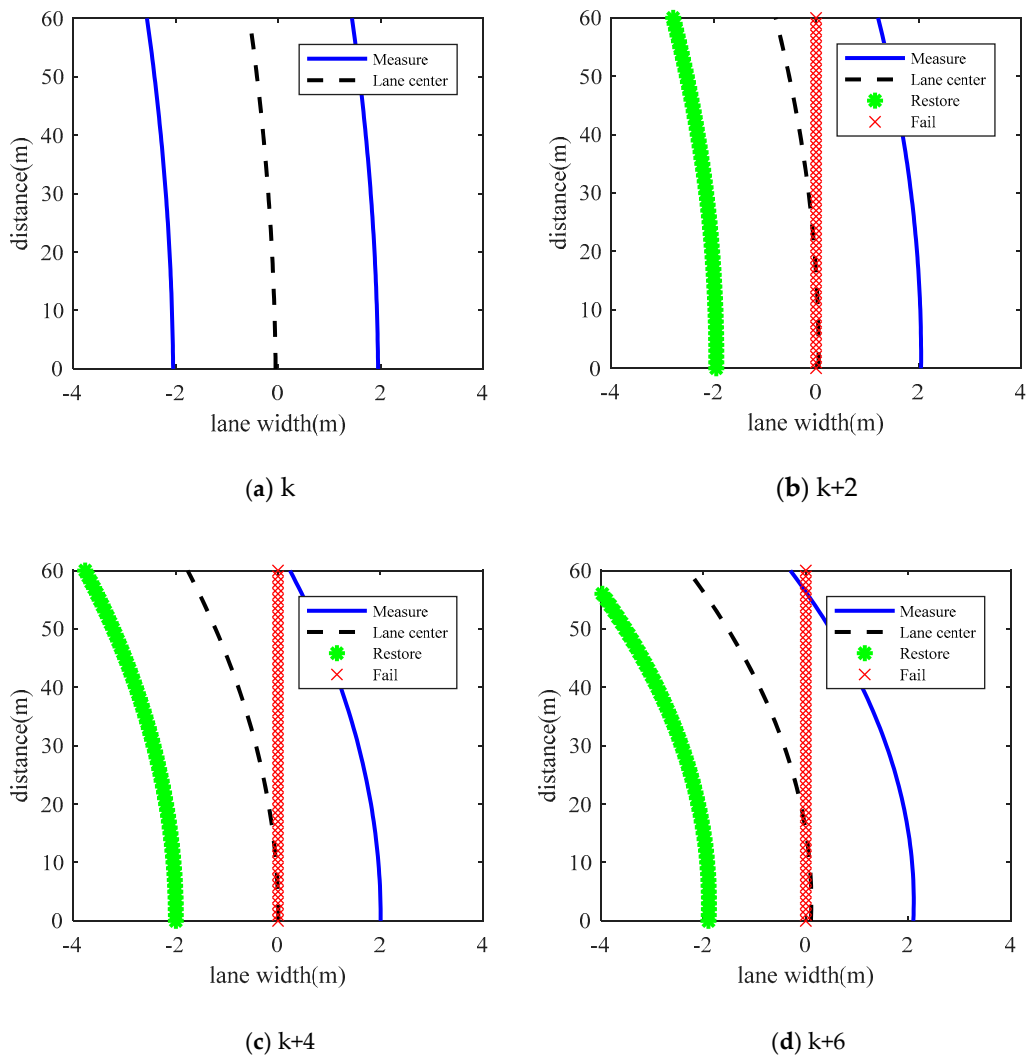 60
50
40
30
20
10
0
distance(m)
-4 -2 0 2 4
lane width(m)
Measure
Lane center
(a) k
60
50
40
30
20
10
0
distance(m)
-4 -2 0 2 4
lane width(m)
Measure
Lane center
Restore
Fail
(b) k+2
60
50
40
30
20
10
0
distance(m)
-4 -2 0 2 4
lane width(m)
Measure
Lane center
Restore
Fail
(c) k+4
60
50
40
30
20
10
0
distance(m)
-4 -2 0 2 4
lane width(m)
Measure
Lane center
Restore
Fail
(d) k+6